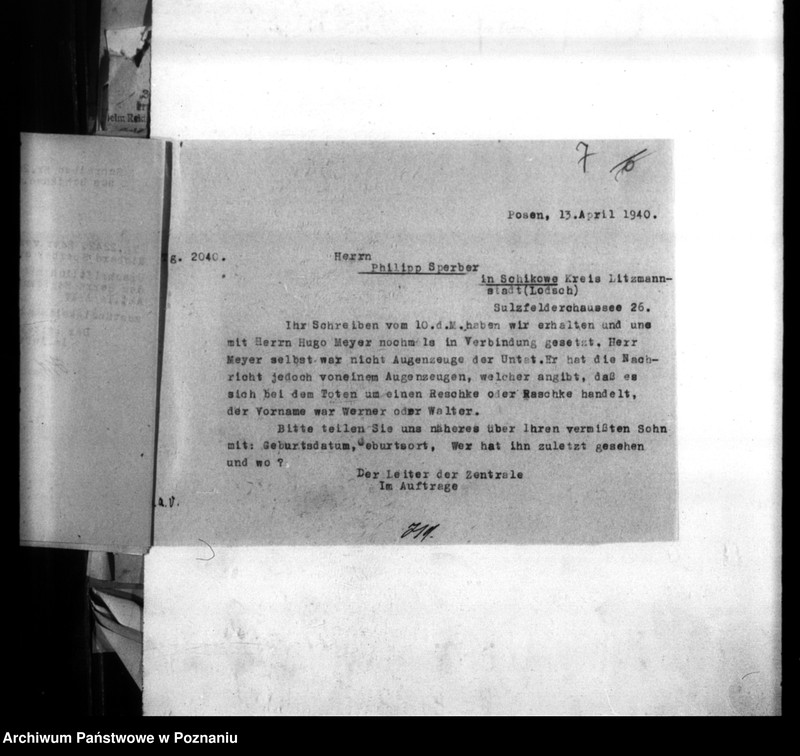 7 6
Posen, 13.April 1940.
g. 2040.
Herrn
Philipp Sperber
in Schikowe Kreis Litzmann-
stadt(Lodsch)
Sulzfelderchaussee 26.
Ihr Schreiben vom 10.d.M.haben wir erhalten und uns
mit Herrn Hugo Meyer nochmals in Verbindung gesetzt. Herr
Meyer selbst war nicht Augenzeuge der Untat.Er hat die Nach-
richt jedoch voneinem Augenzeugen, welcher angibt, daß es
sich bei dem Toten um einen Reschke oder Raschke handelt,
der Vorname war Werner oder Walter.
Bitte teilen Sie uns näheres über Ihren vermißten Sohn
mit: Geburtsdatum, Geburtsort, Wer hat ihn zuletzt gesehen
und wo ?
Der Leiter der Zentrale
Im Auftrage
.a.V.
Archiwum Państwowe w Poznaniu